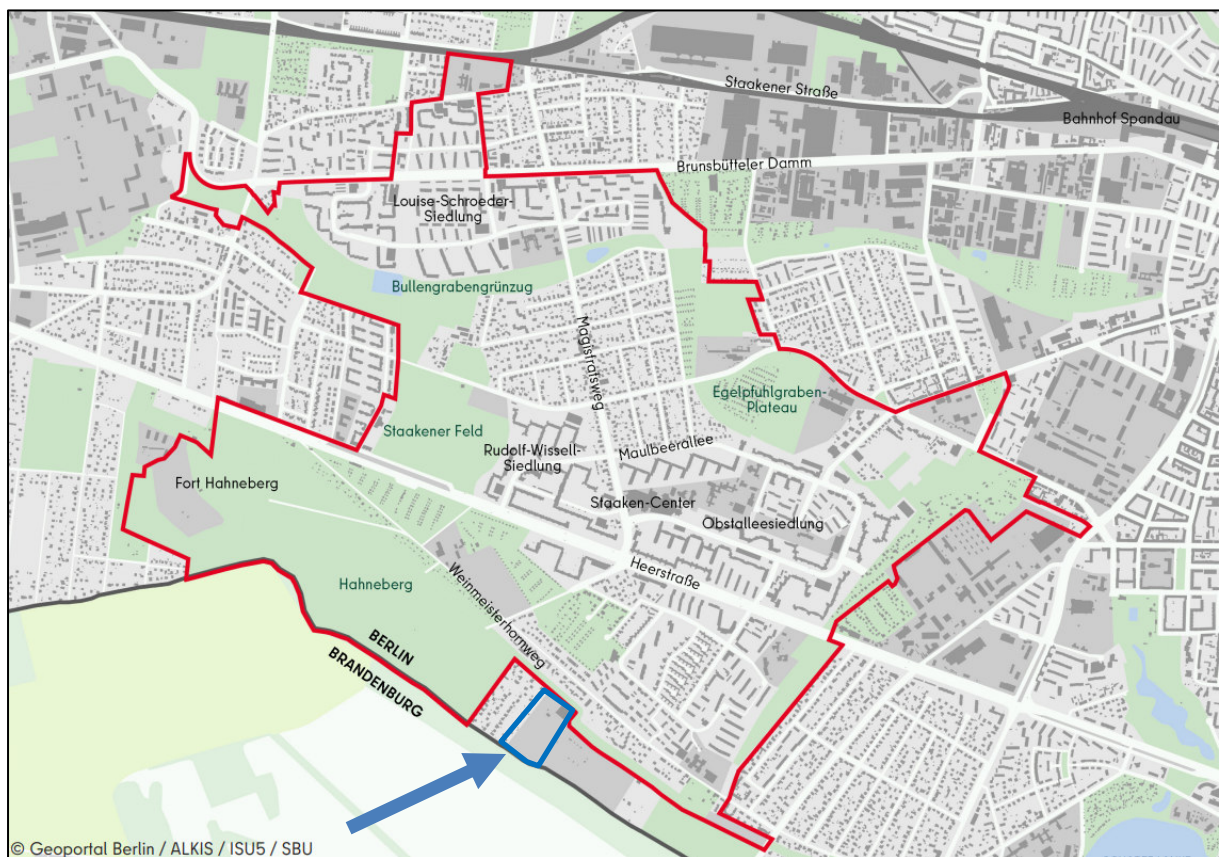 Staakener Straße
Bahnhof Spandau
Brunsbütteler Damm
Louise-Schroeder-
Siedlung
Bullengrabengrünzug
Magistratsweg
Egelpfuhlgraben-
Plateau
Staakener Feld
Rudolf-Wissell-
Siedlung
Maulbeerallee
Fort Hahneberg
Staaken-Center
Obstalleesiedlung
Heerstraße
Hahneberg
Weinmeisterhornweg
BERLIN
BRANDENBURG
© Geoportal Berlin / ALKIS / ISU5 / SBU